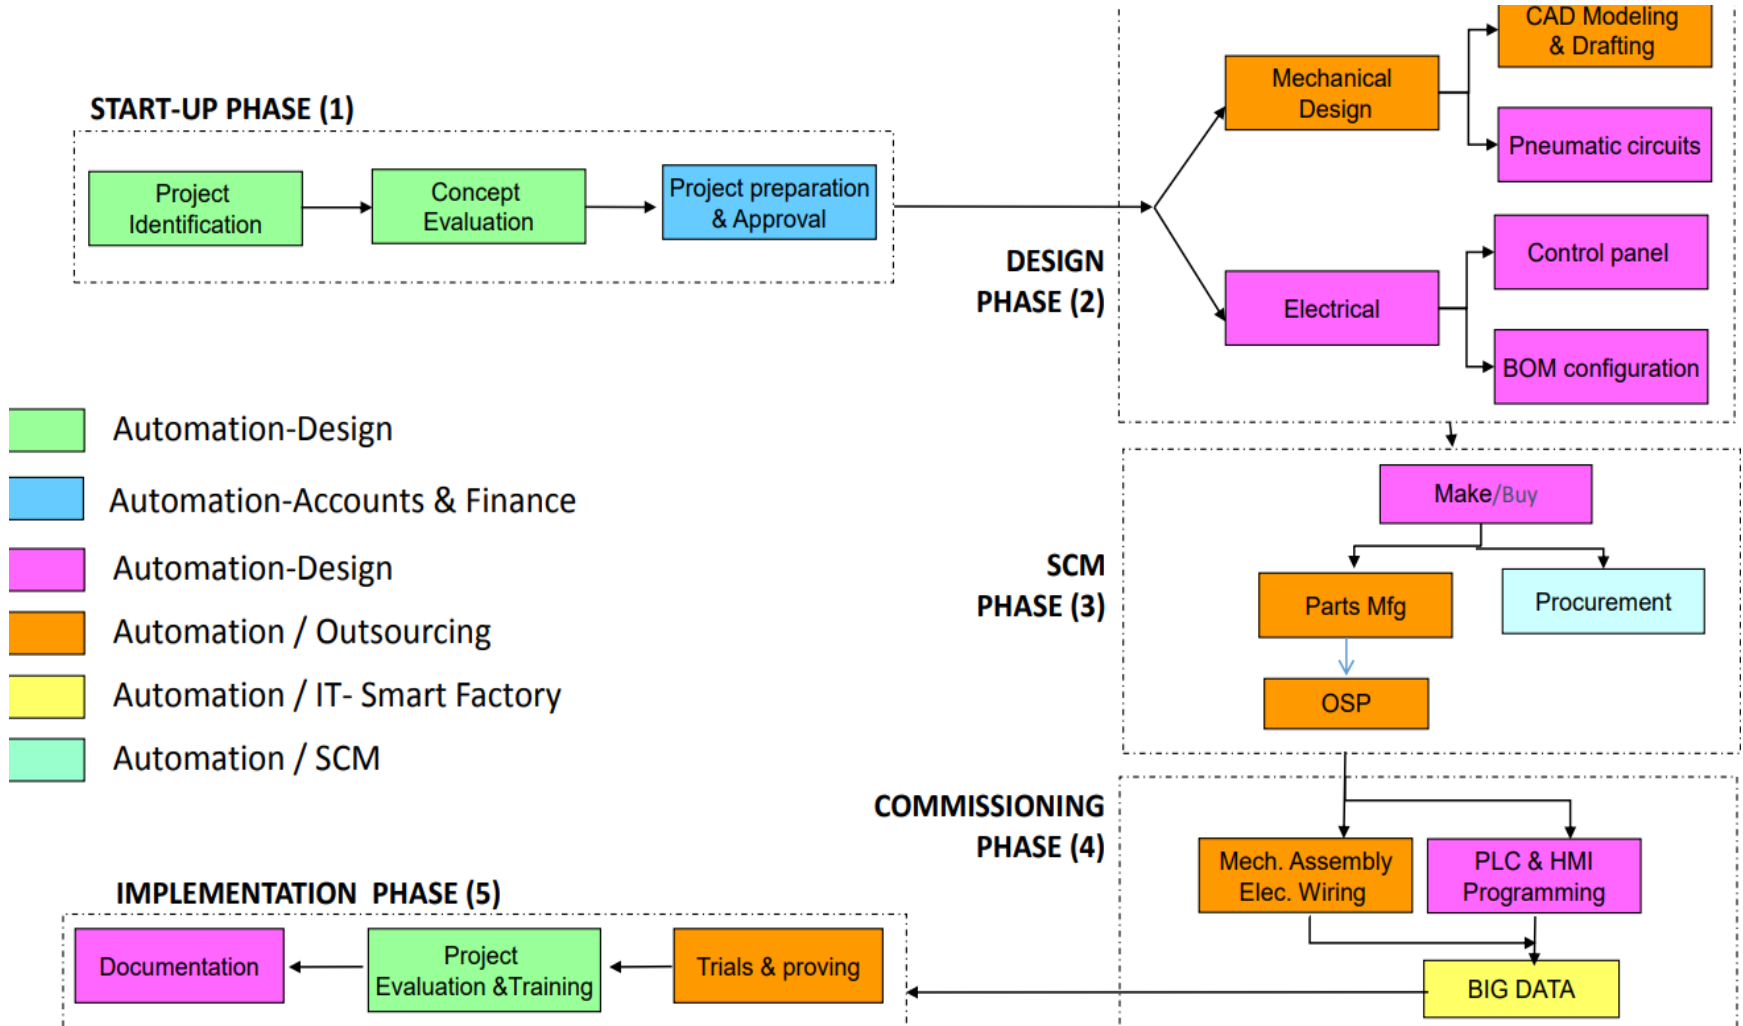 START-UP PHASE (1)
Project
Identification
Concept
Evaluation
Project preparation
& Approval
DESIGN
PHASE (2)
Mechanical
Design
CAD Modeling
& Drafting
Pneumatic circuits
Electrical
Control panel
BOM configuration
Automation-Design
Automation-Accounts & Finance
Automation-Design
Automation / Outsourcing
Automation / IT- Smart Factory
Automation / SCM
SCM
PHASE (3)
Make/Buy
Parts Mfg
Procurement
OSP
COMMISSIONING
PHASE (4)
Mech. Assembly
Elec. Wiring
PLC & HMI
Programming
BIG DATA
IMPLEMENTATION PHASE (5)
Documentation
Project
Evaluation &Training
Trials & proving